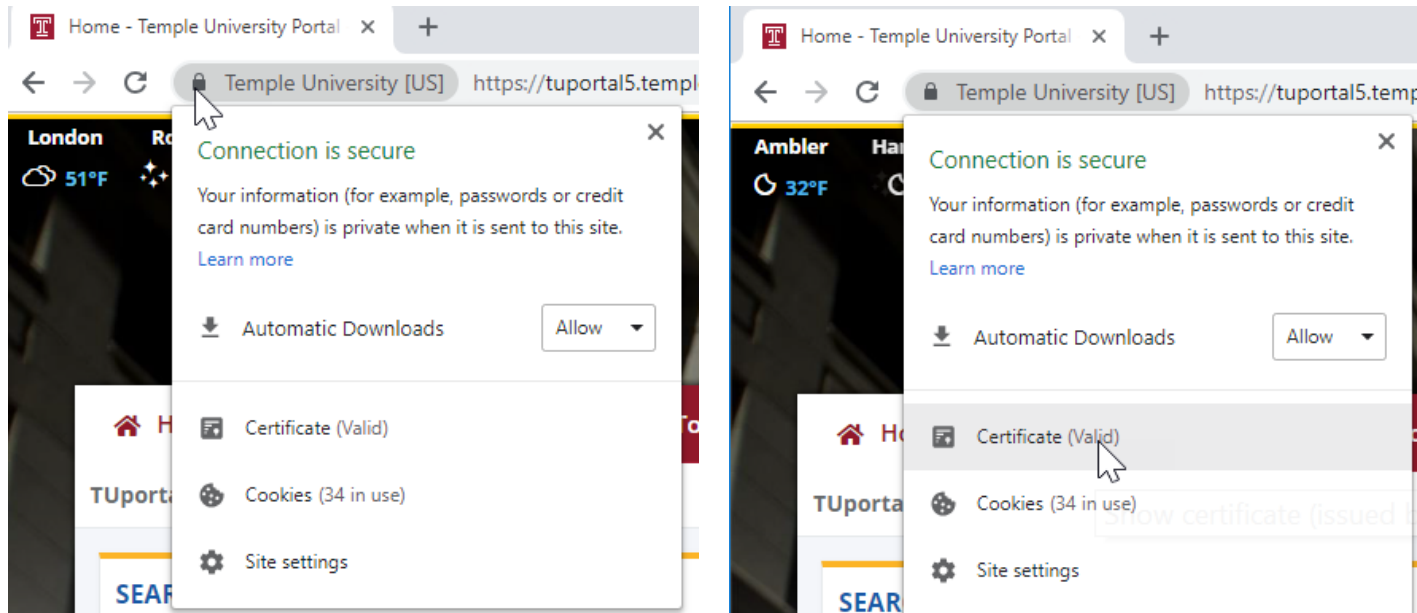 Home - Temple University Portal
Temple University [US] https://tuportal5.templ
London
51°F
Connection is secure
Your information (for example, passwords or credit
card numbers) is private when it is sent to this site.
Learn more
Automatic Downloads Allow
H
Certificate (Valid)
TUporta
Cookies (34 in use)
Site settings
SEAR
Home - Temple University Portal
Temple University [US] https://tuportal5.temp
Ambler Har
32°F
Connection is secure
Your information (for example, passwords or credit
card numbers) is private when it is sent to this site.
Learn more
Automatic Downloads Allow
Ho
Certificate (Valid)
TUporta
Cookies (34 in use)
Show certificate (issued b
Site settings
SEAR